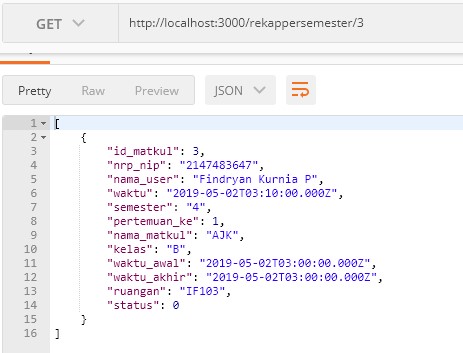 GET http://localhost:3000/rekappersemester/3
Pretty Raw Preview JSON
1 [
2 {
3 "id_matkul": 3,
4 "nrp_nip": "2147483647",
5 "nama_user": "Findryan Kurnia P",
6 "waktu": "2019-05-02T03:10:00.000Z",
7 "semester": "4",
8 "pertemuan_ke": 1,
9 "nama_matkul": "AJK",
10 "kelas": "B",
11 "waktu_awal": "2019-05-02T03:00:00.000Z",
12 "waktu_akhir": "2019-05-02T03:00:00.000Z",
13 "ruangan": "IF103",
14 "status": 0
15 }
16 ]